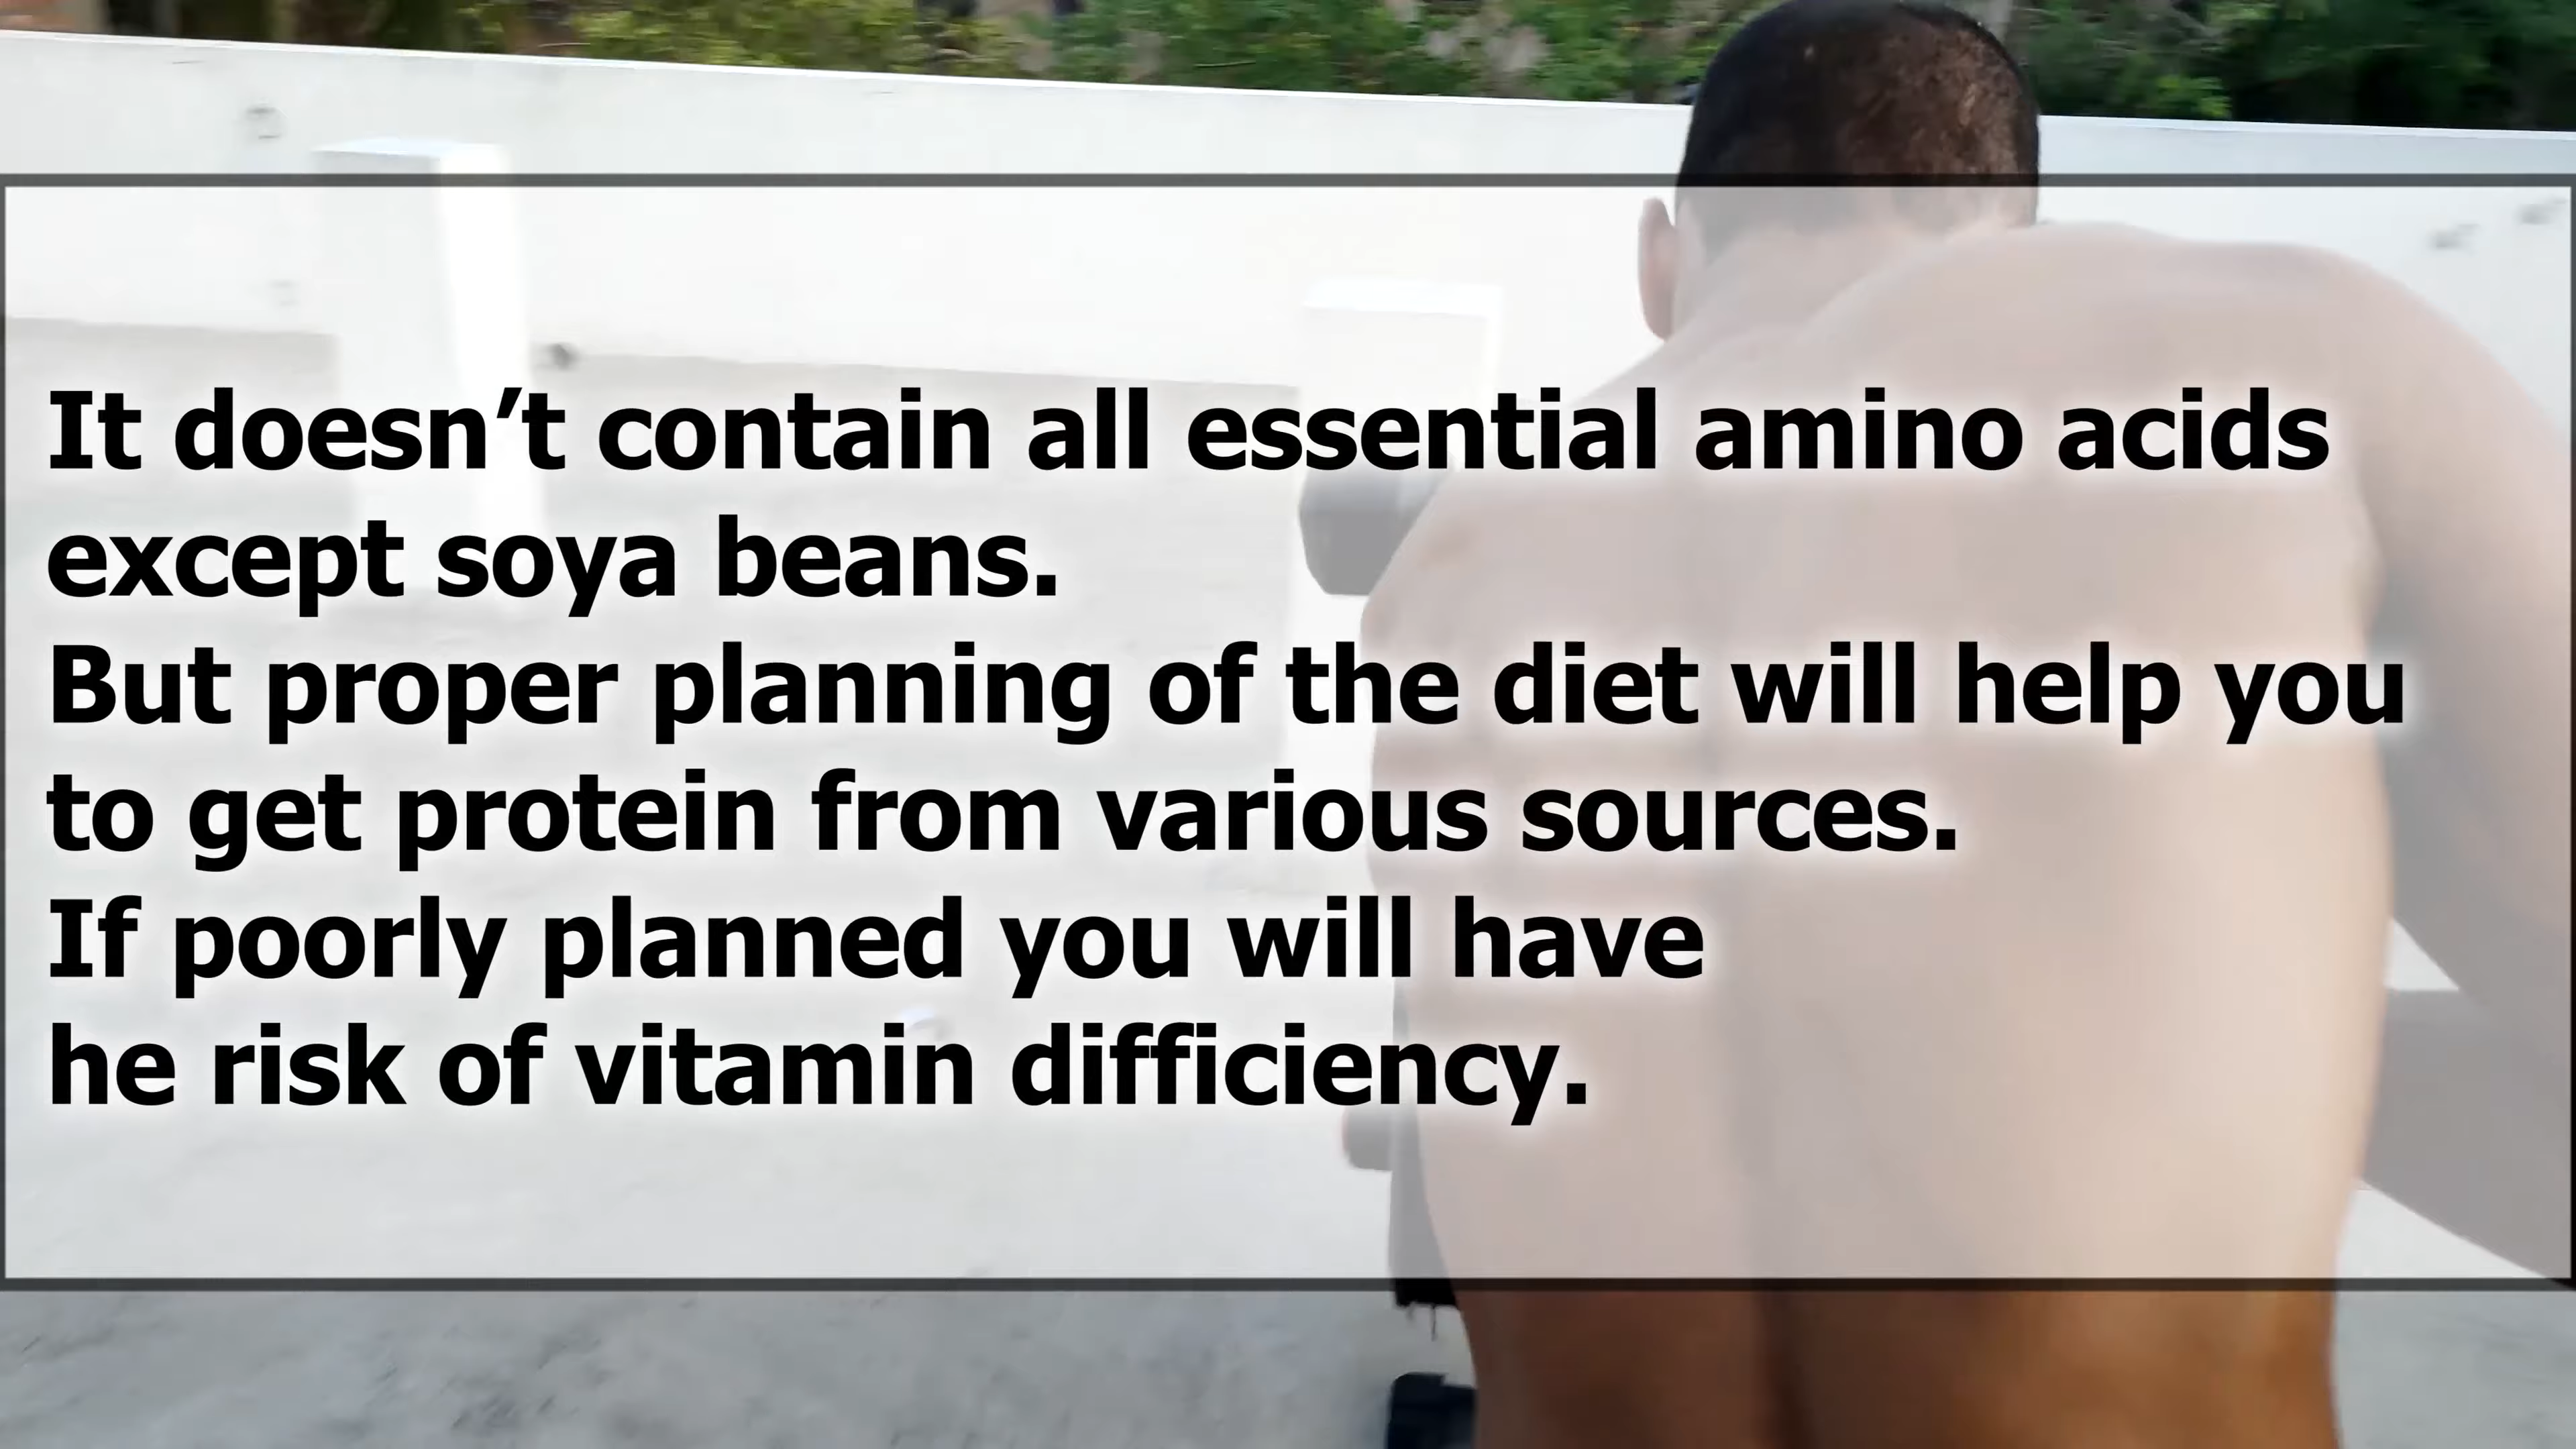 It doesn’t contain all essential amino acids
except soya beans.
But proper planning of the diet will help you
to get protein from various sources.
If poorly planned you will have
he risk of vitamin difficiency.